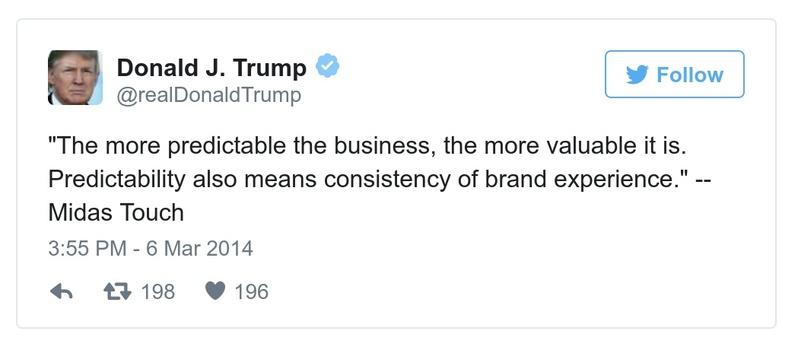 Donald J. Trump
@realDonaldTrump
Follow
"The more predictable the business, the more valuable it is.
Predictability also means consistency of brand experience." --
Midas Touch
3:55 PM - 6 Mar 2014
198 196